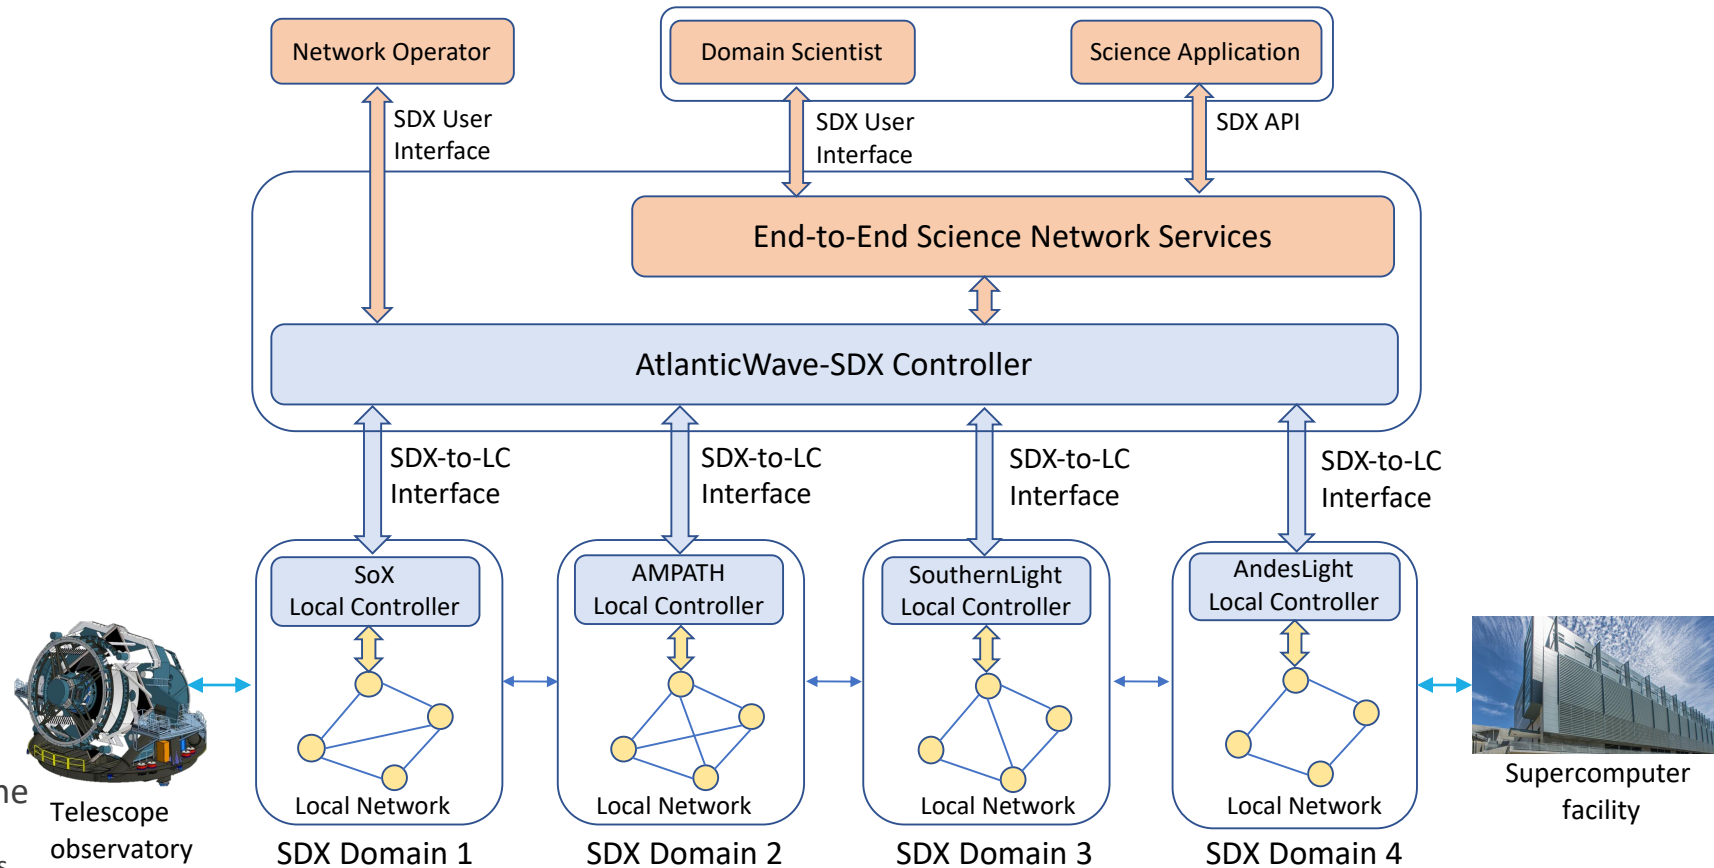 Network Operator
Domain Scientist
Science Application
SDX User
Interface
SDX User
Interface
SDX API
End-to-End Science Network Services
AtlanticWave-SDX Controller
SDX-to-LC
Interface
SDX-to-LC
Interface
SDX-to-LC
Interface
SDX-to-LC
Interface
SoX
Local Controller
AMPATH
Local Controller
SouthernLight
Local Controller
AndesLight
Local Controller
Local Network
Local Network
Local Network
Local Network
Telescope
observatory
Supercomputer
facility
SDX Domain 1
SDX Domain 2
SDX Domain 3
SDX Domain 4